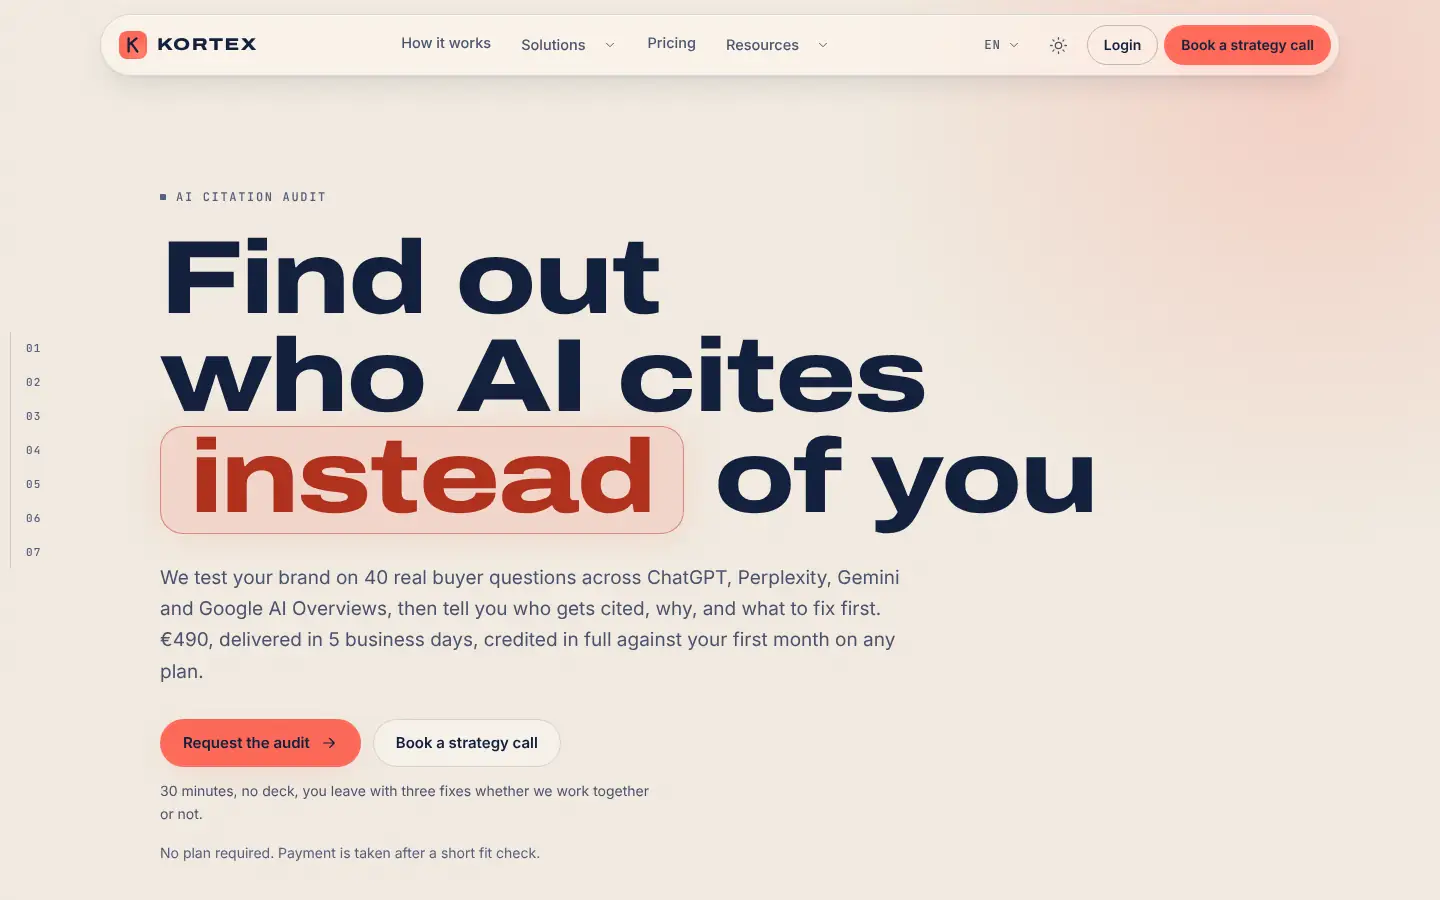 KORTEX
How it works
Solutions
Pricing
Resources
EN
Login
Book a strategy call
AI CITATION AUDIT
Find out
who AI cites
instead of you
01
02
03
04
05
06
07
We test your brand on 40 real buyer questions across ChatGPT, Perplexity, Gemini
and Google AI Overviews, then tell you who gets cited, why, and what to fix first.
€490, delivered in 5 business days, credited in full against your first month on any
plan.
Request the audit →
Book a strategy call
30 minutes, no deck, you leave with three fixes whether we work together
or not.
No plan required. Payment is taken after a short fit check.